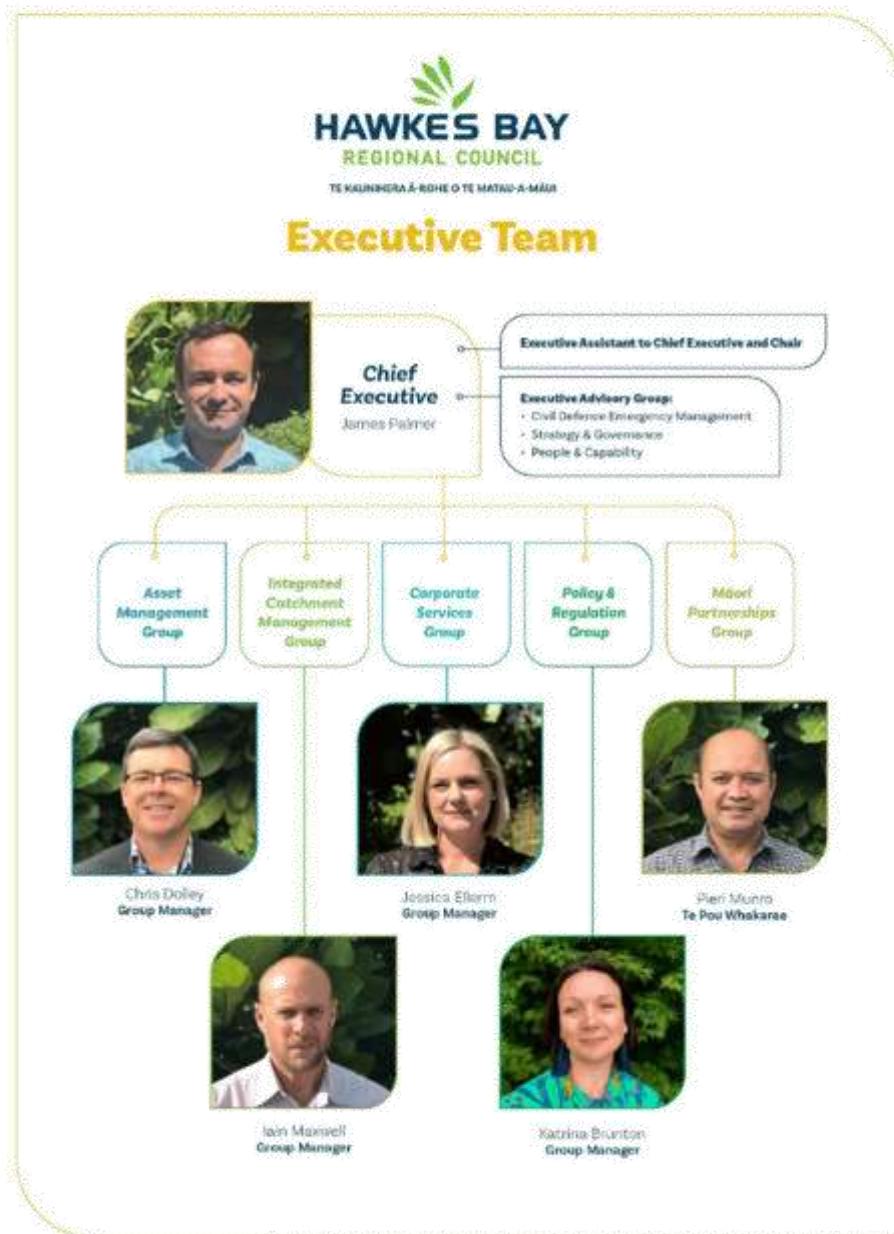 HAWKES BAY
REGIONAL COUNCIL
TE KAUNIHERA Ā-ROHE O TE MATAU-A-MĀUI
Executive Team
Chief
Executive
James Palmer
Executive Assistant to Chief Executive and Chair
Executive Advisory Group:
• Civil Defence Emergency Management
• Strategy & Governance
• People & Capability
Asset
Management
Group
Integrated
Catchment
Management
Group
Corporate
Services
Group
Policy &
Regulation
Group
Māori
Partnerships
Group
Chris Dolley
Group Manager
Jessica Ellerm
Group Manager
Pieri Munro
Te Pou Whakarae
Iain Maxwell
Group Manager
Katrina Brunton
Group Manager